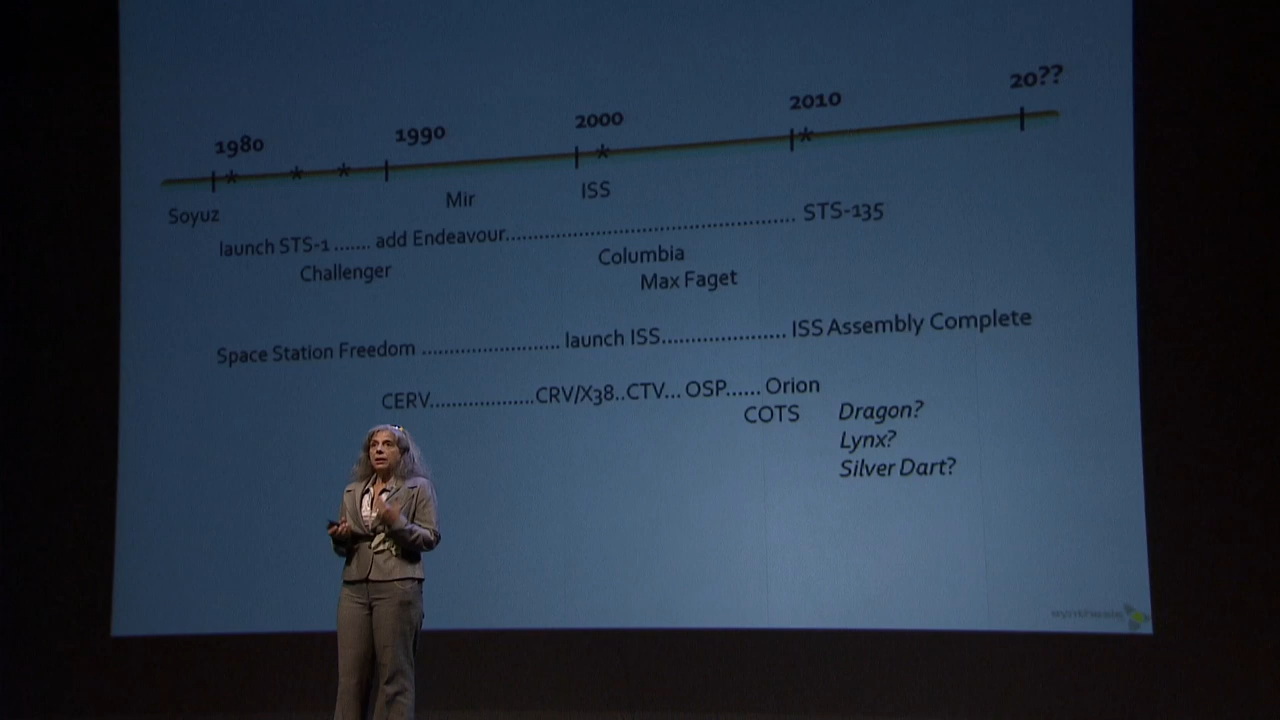 1980 1990 2000 2010 20??
Soyuz Mir ISS
launch STS-1....... add Endeavour................................................ STS-135
Challenger Columbia
Max Faget
Space Station Freedom ....................... launch ISS..................... ISS Assembly Complete
CERV..................CRV/X38..CTV... OSP...... Orion
COTS Dragon?
Lynx?
Silver Dart?
synthesis